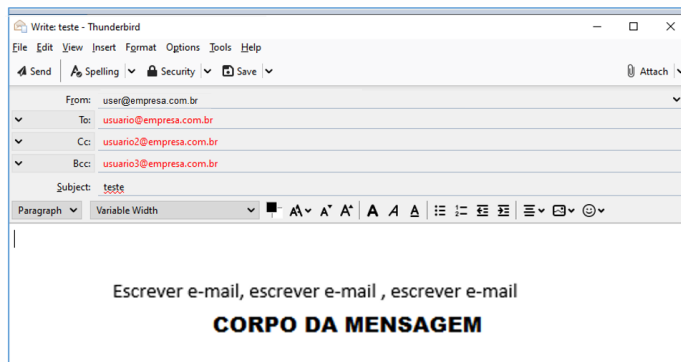 Write: teste - Thunderbird
File Edit View Insert Format Options Tools Help
Send Spelling Security Save Attach
From: user@empresa.com.br
To: usuario@empresa.com.br
Cc: usuario2@empresa.com.br
Bcc: usuario3@empresa.com.br
Subject: teste
Paragraph Variable Width A A A A A A
Escrever e-mail, escrever e-mail , escrever e-mail
CORPO DA MENSAGEM